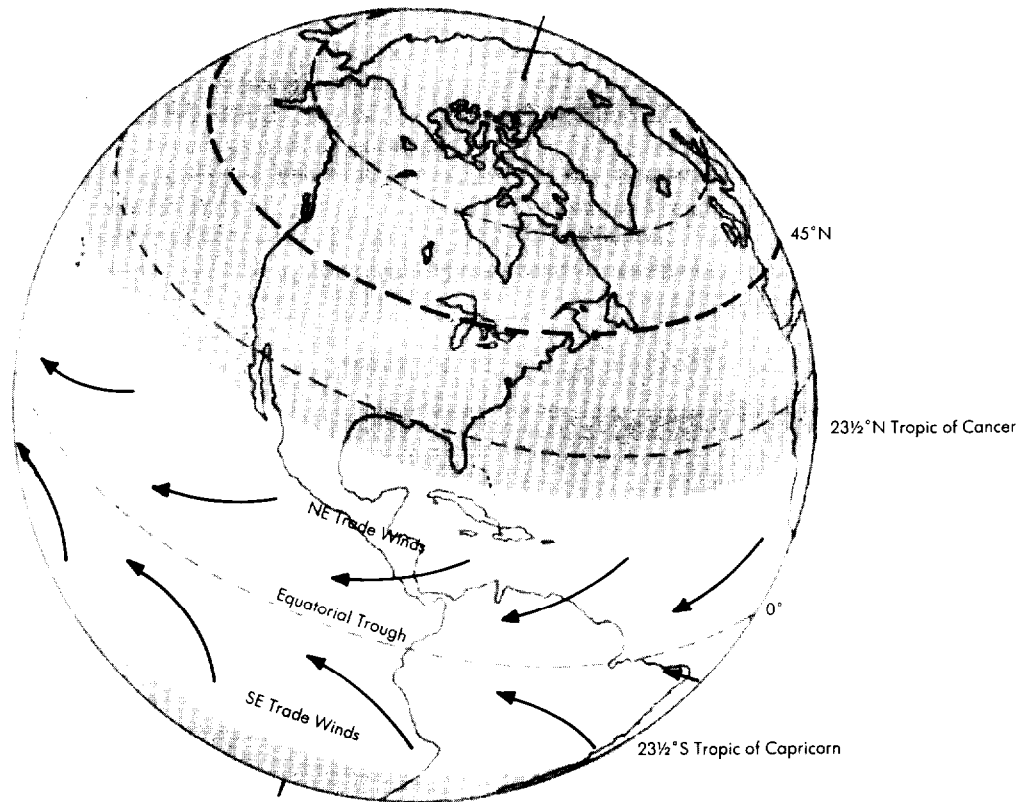 45°N
23½°N Tropic of Cancer
NE Trade Winds
Equatorial Trough
0°
SE Trade Winds
23½°S Tropic of Capricorn